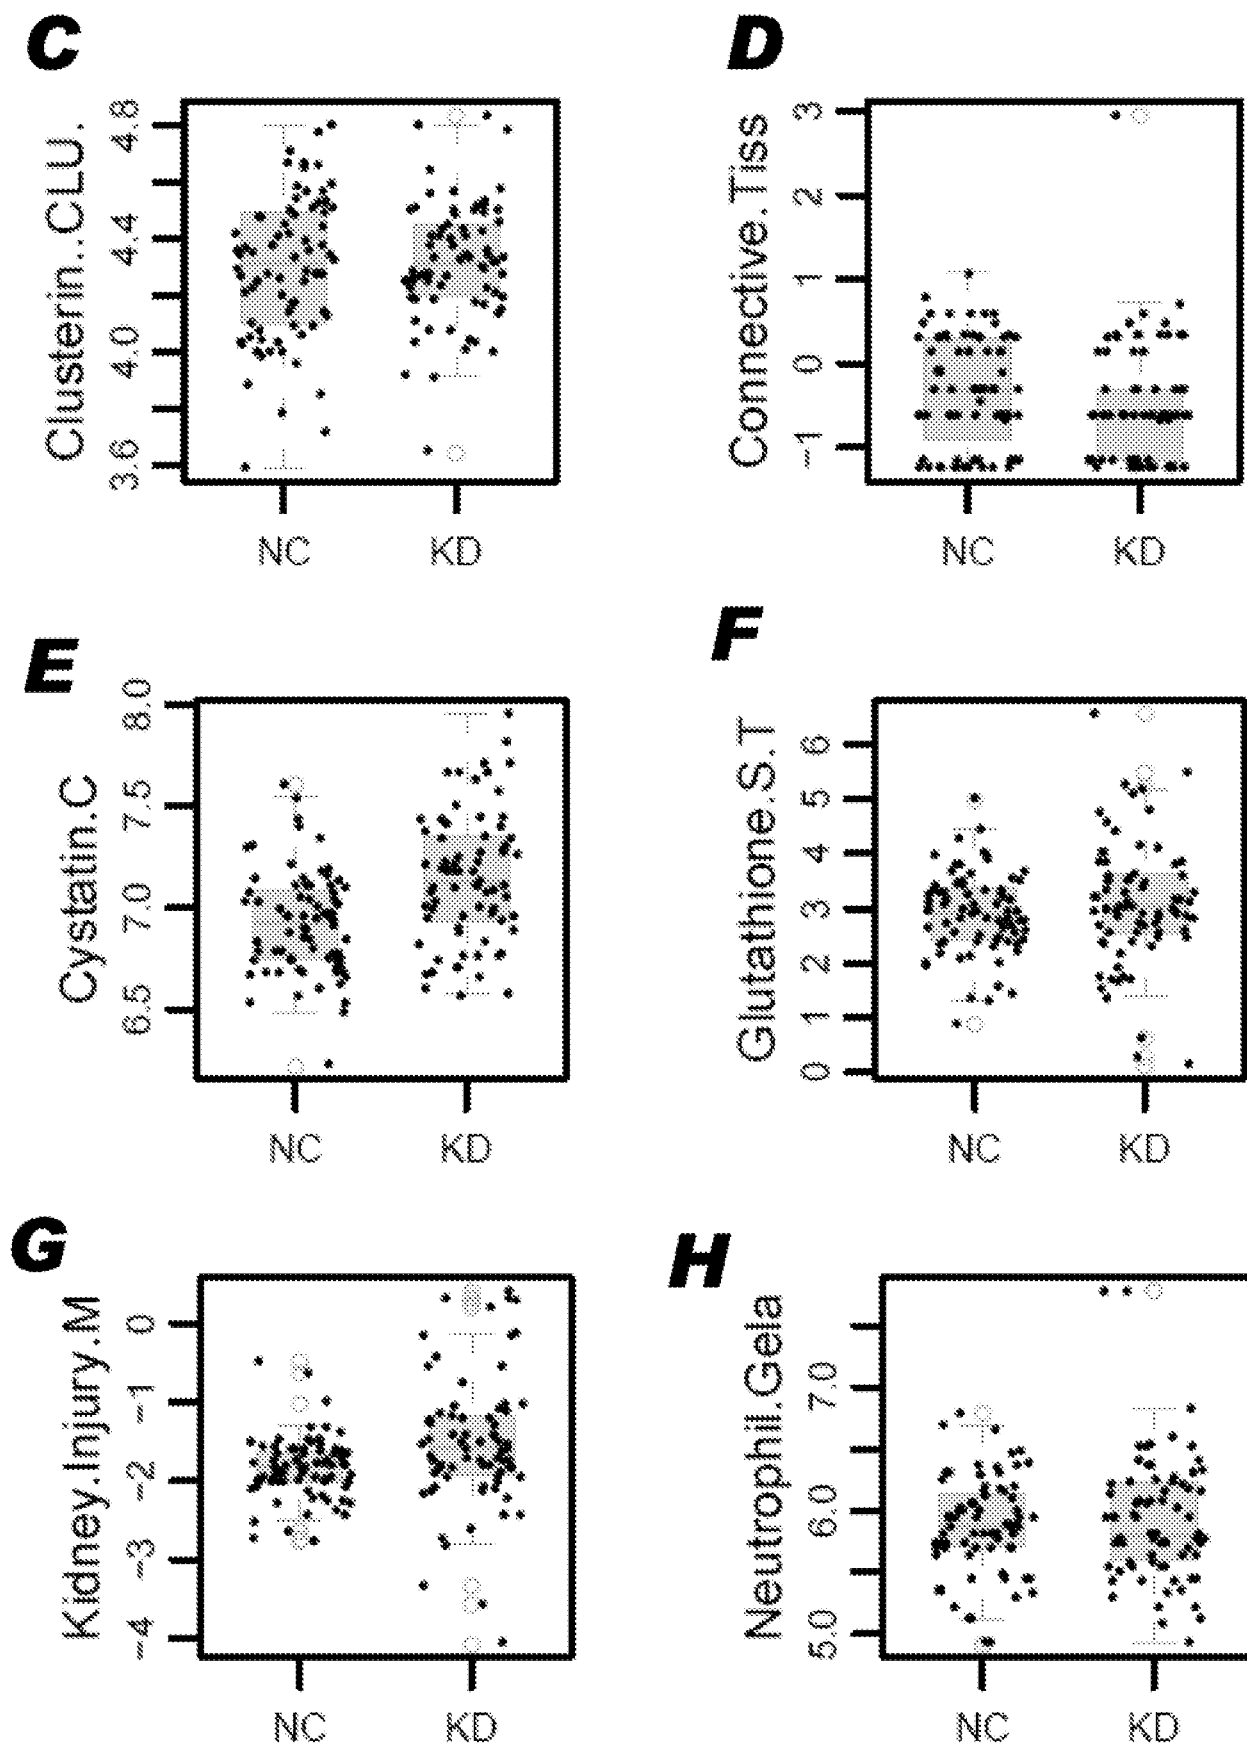 C
Clusterin..CLU.
3.6 4.0 4.4 4.8
NC KD
D
Connective.Tiss
−1 0 1 2 3
NC KD
E
Cystatin.C
6.5 7.0 7.5 8.0
NC KD
F
Glutathione.S.T
0 1 2 3 4 5 6
NC KD
G
Kidney.Injury.M
−4 −3 −2 −1 0
NC KD
H
Neutrophil.Gela
5.0 6.0 7.0
NC KD